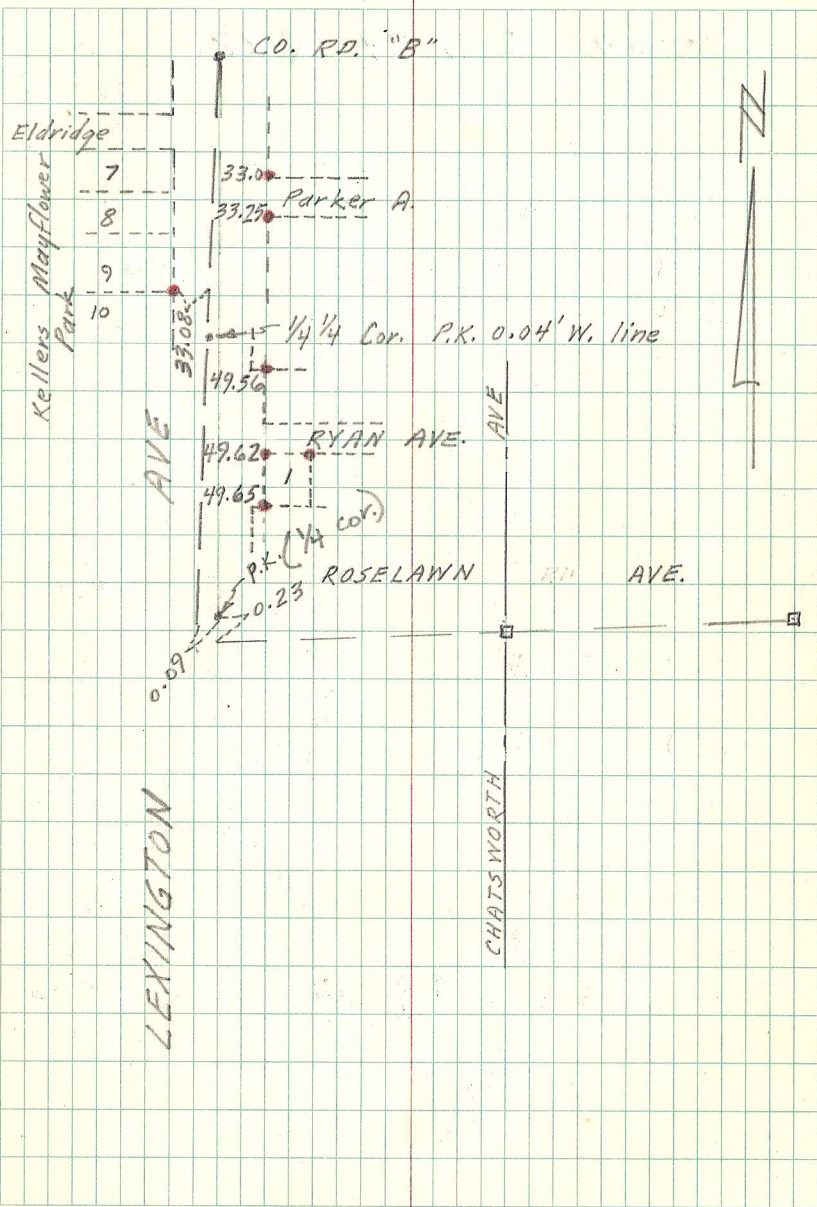 CO. RD. "B"
N
Eldridge
7
33.0
Parker A.
8
33.25
Kellers Mayflower
Park
9
10
33.08
1/4 1/4 Cor. P.K. 0.04' W. line
49.56
AVE
RYAN AVE.
49.62
AVE
1
49.65
P.K. (1/4 cor.)
ROSELAWN AVE.
0.23
0.09
LEXINGTON
CHATSWORTH